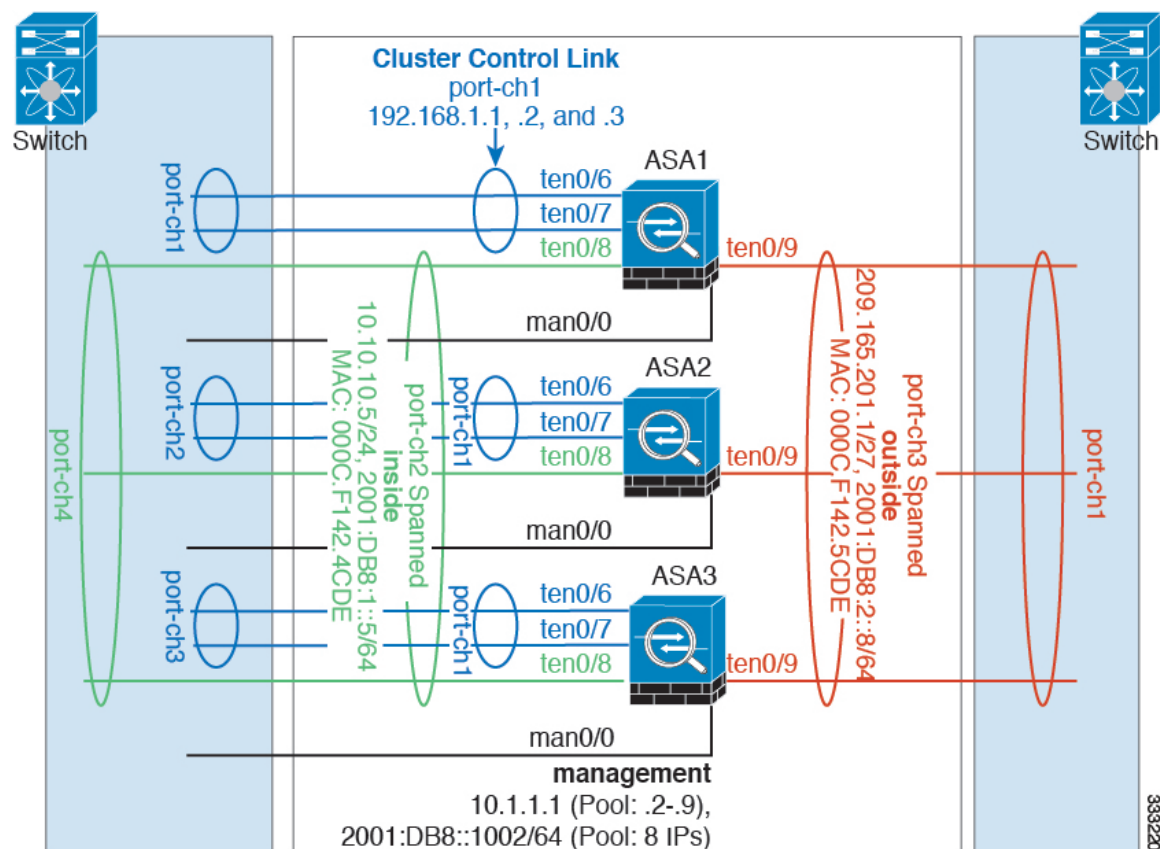 Cluster Control Link
port-ch1
192.168.1.1, .2, and .3
Switch
Switch
port-ch1
ten0/6
ten0/7
ten0/8
ASA1
ten0/9
man0/0
port-ch4
port-ch2
10.10.10.5/24, 2001:DB8:1::5/64
MAC: 000C.F142.4CDE
inside
port-ch2 Spanned
port-ch1
ten0/6
ten0/7
ten0/8
ASA2
ten0/9
man0/0
209.165.201.1/27, 2001:DB8:2::8/64
MAC: 000C.F142.5CDE
outside
port-ch3 Spanned
port-ch1
port-ch3
port-ch1
ten0/6
ten0/7
ten0/8
ASA3
ten0/9
man0/0
management
10.1.1.1 (Pool: .2-.9),
2001:DB8::1002/64 (Pool: 8 IPs)
333220